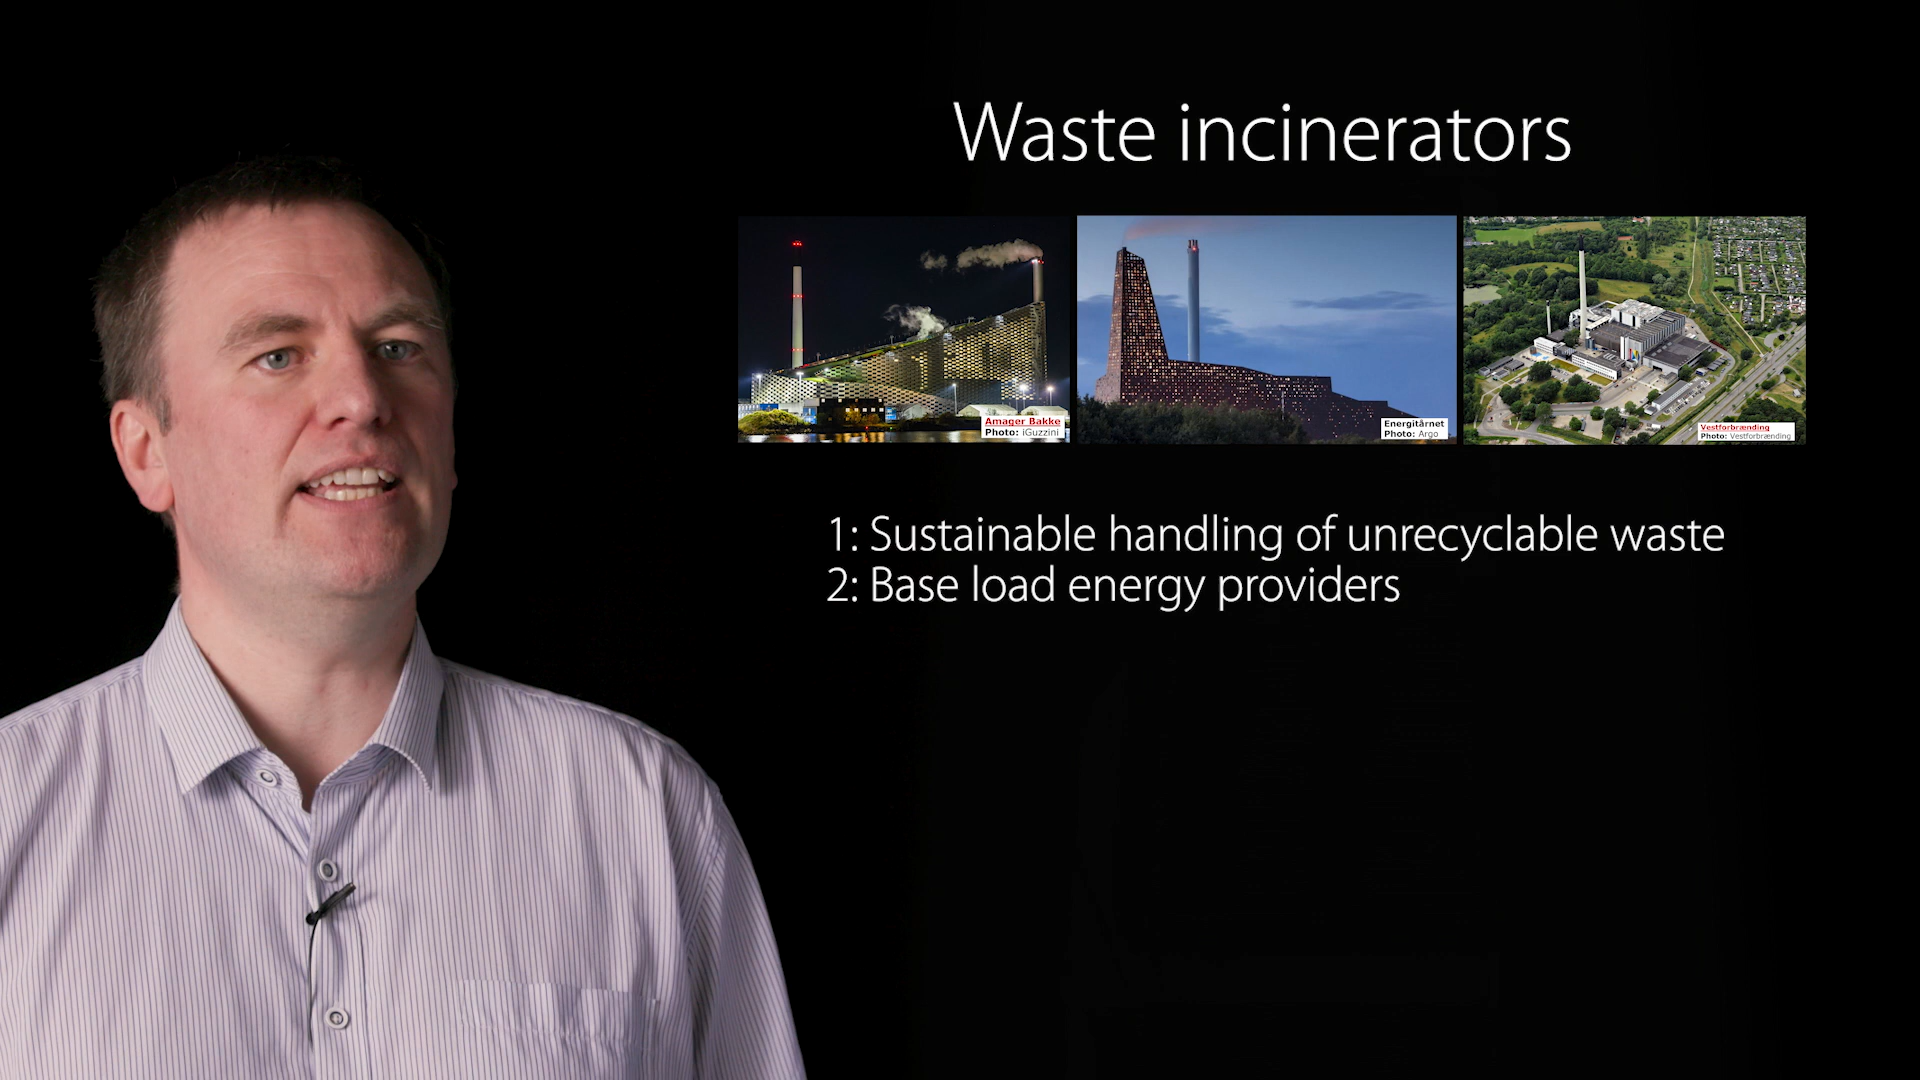 Waste incinerators
Amager Bakke
Photo: iGuzzini
Energitårnet
Photo: Argo
Vestforbrænding
Photo: Vestforbrænding
1: Sustainable handling of unrecyclable waste
2: Base load energy providers